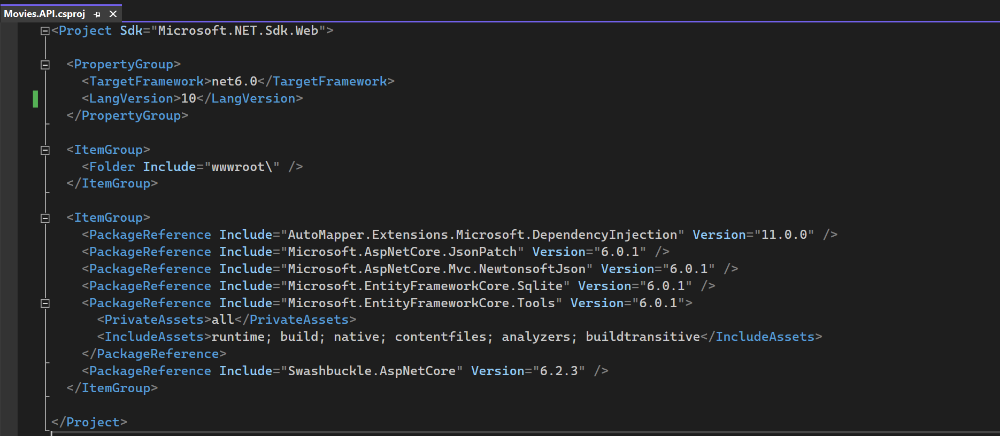 Movies.API.csproj
<Project Sdk="Microsoft.NET.Sdk.Web">
  <PropertyGroup>
    <TargetFramework>net6.0</TargetFramework>
    <LangVersion>10</LangVersion>
  </PropertyGroup>
  <ItemGroup>
    <Folder Include="wwwroot\" />
  </ItemGroup>
  <ItemGroup>
    <PackageReference Include="AutoMapper.Extensions.Microsoft.DependencyInjection" Version="11.0.0" />
    <PackageReference Include="Microsoft.AspNetCore.JsonPatch" Version="6.0.1" />
    <PackageReference Include="Microsoft.AspNetCore.Mvc.NewtonsoftJson" Version="6.0.1" />
    <PackageReference Include="Microsoft.EntityFrameworkCore.Sqlite" Version="6.0.1" />
    <PackageReference Include="Microsoft.EntityFrameworkCore.Tools" Version="6.0.1">
      <PrivateAssets>all</PrivateAssets>
      <IncludeAssets>runtime; build; native; contentfiles; analyzers; buildtransitive</IncludeAssets>
    </PackageReference>
    <PackageReference Include="Swashbuckle.AspNetCore" Version="6.2.3" />
  </ItemGroup>
</Project>